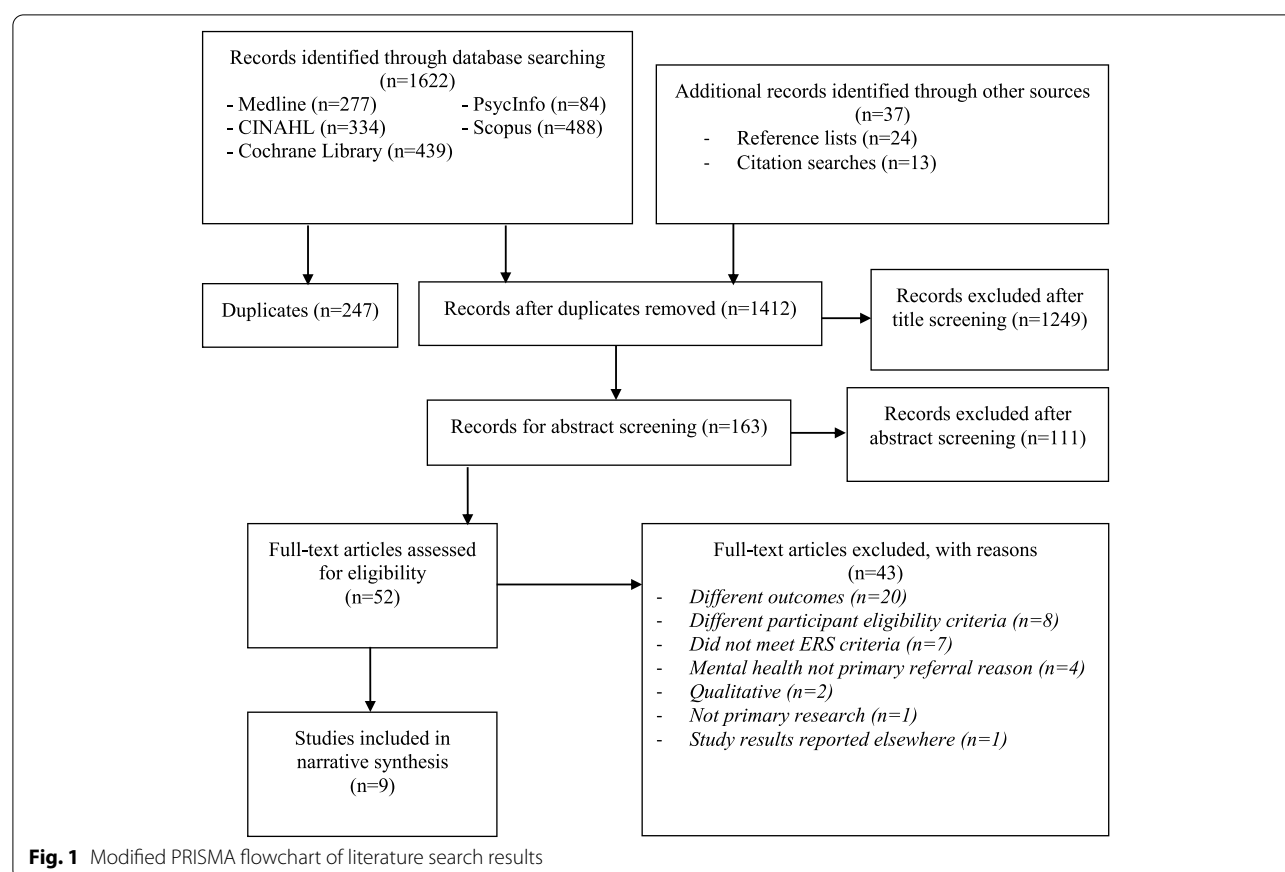 Records identified through database searching
(n=1622)
- Medline (n=277) - PsycInfo (n=84)
- CINAHL (n=334) - Scopus (n=488)
- Cochrane Library (n=439)
Additional records identified through other sources
(n=37)
- Reference lists (n=24)
- Citation searches (n=13)
Duplicates (n=247)
Records after duplicates removed (n=1412)
Records excluded after
title screening (n=1249)
Records for abstract screening (n=163)
Records excluded after
abstract screening (n=111)
Full-text articles assessed
for eligibility
(n=52)
Full-text articles excluded, with reasons
(n=43)
- Different outcomes (n=20)
- Different participant eligibility criteria (n=8)
- Did not meet ERS criteria (n=7)
- Mental health not primary referral reason (n=4)
- Qualitative (n=2)
- Not primary research (n=1)
- Study results reported elsewhere (n=1)
Studies included in
narrative synthesis
(n=9)
Fig. 1 Modified PRISMA flowchart of literature search results